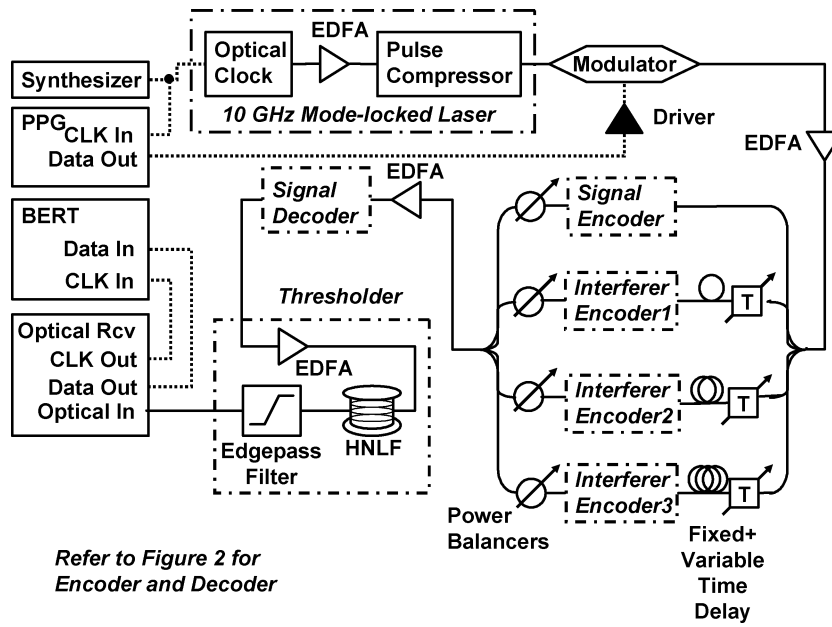 Synthesizer
PPG
CLK In
Data Out
BERT
Data In
CLK In
Optical Rcv
CLK Out
Data Out
Optical In
Optical
Clock
EDFA
Pulse
Compressor
10 GHz Mode-locked Laser
Modulator
Driver
EDFA
Signal
Decoder
EDFA
Signal
Encoder
Interferer
Encoder1
T
Interferer
Encoder2
T
Interferer
Encoder3
T
Thresholder
EDFA
Edgepass
Filter
HNLF
Power
Balancers
Fixed+
Variable
Time
Delay
Refer to Figure 2 for
Encoder and Decoder